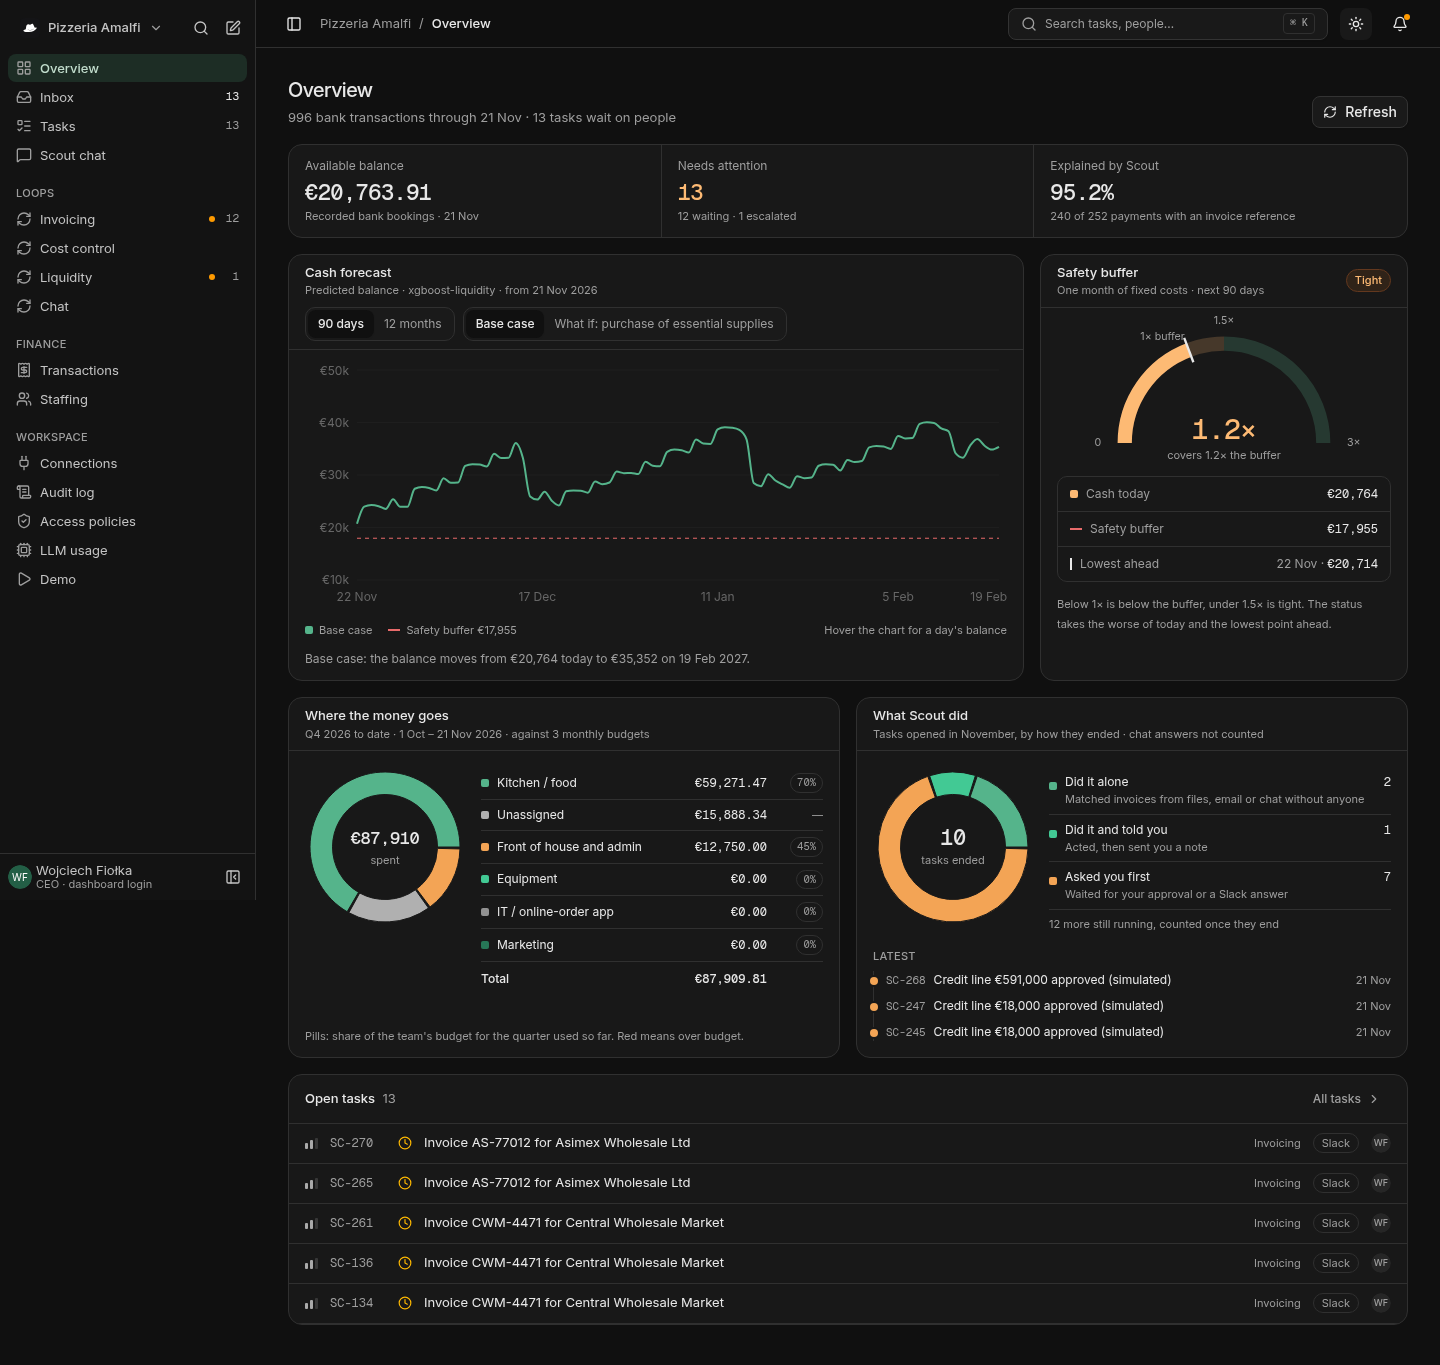 Pizzeria Amalfi
Overview
Inbox 13
Tasks 13
Scout chat
LOOPS
Invoicing 12
Cost control
Liquidity 1
Chat
FINANCE
Transactions
Staffing
WORKSPACE
Connections
Audit log
Access policies
LLM usage
Demo
WF
Wojciech Fiołka
CEO · dashboard login
Pizzeria Amalfi / Overview
Search tasks, people...
⌘ K
Overview
996 bank transactions through 21 Nov · 13 tasks wait on people
Refresh
Available balance
€20,763.91
Recorded bank bookings · 21 Nov
Needs attention
13
12 waiting · 1 escalated
Explained by Scout
95.2%
240 of 252 payments with an invoice reference
Cash forecast
Predicted balance · xgboost-liquidity · from 21 Nov 2026
90 days 12 months Base case What if: purchase of essential supplies
€50k
€40k
€30k
€20k
€10k
22 Nov 17 Dec 11 Jan 5 Feb 19 Feb
Base case Safety buffer €17,955 Hover the chart for a day's balance
Base case: the balance moves from €20,764 today to €35,352 on 19 Feb 2027.
Safety buffer
One month of fixed costs · next 90 days
Tight
1.5×
1× buffer
0
3×
1.2×
covers 1.2× the buffer
Cash today €20,764
Safety buffer €17,955
Lowest ahead 22 Nov · €20,714
Below 1× is below the buffer, under 1.5× is tight. The status
takes the worse of today and the lowest point ahead.
Where the money goes
Q4 2026 to date · 1 Oct – 21 Nov 2026 · against 3 monthly budgets
€87,910
spent
Kitchen / food €59,271.47 70%
Unassigned €15,888.34 —
Front of house and admin €12,750.00 45%
Equipment €0.00 0%
IT / online-order app €0.00 0%
Marketing €0.00 0%
Total €87,909.81
Pills: share of the team's budget for the quarter used so far. Red means over budget.
What Scout did
Tasks opened in November, by how they ended · chat answers not counted
10
tasks ended
Did it alone 2
Matched invoices from files, email or chat without anyone
Did it and told you 1
Acted, then sent you a note
Asked you first 7
Waited for your approval or a Slack answer
12 more still running, counted once they end
LATEST
SC-268 Credit line €591,000 approved (simulated) 21 Nov
SC-247 Credit line €18,000 approved (simulated) 21 Nov
SC-245 Credit line €18,000 approved (simulated) 21 Nov
Open tasks 13
All tasks
SC-270 Invoice AS-77012 for Asimex Wholesale Ltd Invoicing Slack WF
SC-265 Invoice AS-77012 for Asimex Wholesale Ltd Invoicing Slack WF
SC-261 Invoice CWM-4471 for Central Wholesale Market Invoicing Slack WF
SC-136 Invoice CWM-4471 for Central Wholesale Market Invoicing Slack WF
SC-134 Invoice CWM-4471 for Central Wholesale Market Invoicing Slack WF